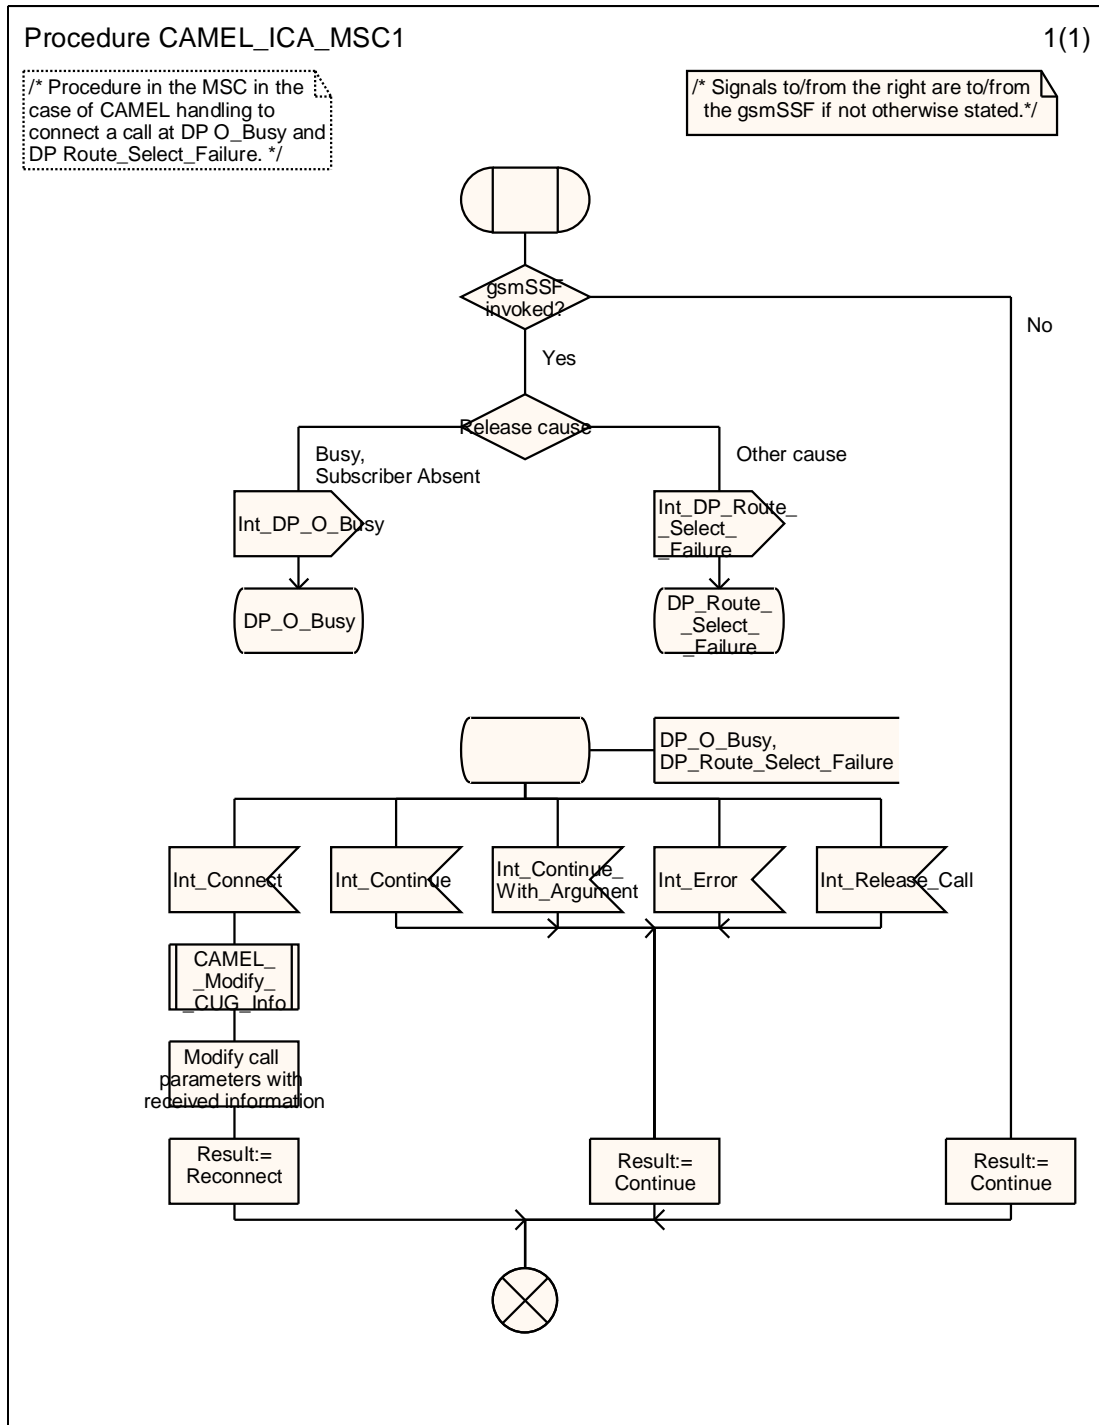 Procedure CAMEL_ICA_MSC1
1(1)
/* Procedure in the MSC in the
case of CAMEL handling to
connect a call at DP O_Busy and
DP Route_Select_Failure. */
/* Signals to/from the right are to/from
the gsmSSF if not otherwise stated.*/
gsmSSF
invoked?
No
Yes
Release cause
Busy,
Subscriber Absent
Other cause
Int_DP_O_Busy
Int_DP_Route_
_Select_
_Failure
DP_O_Busy
DP_Route_
_Select_
_Failure
DP_O_Busy,
DP_Route_Select_Failure
Int_Connect
Int_Continue
Int_Continue_
With_Argument
Int_Error
Int_Release_Call
CAMEL_
_Modify_
_CUG_Info
Modify call
parameters with
received information
Result:=
Reconnect
Result:=
Continue
Result:=
Continue